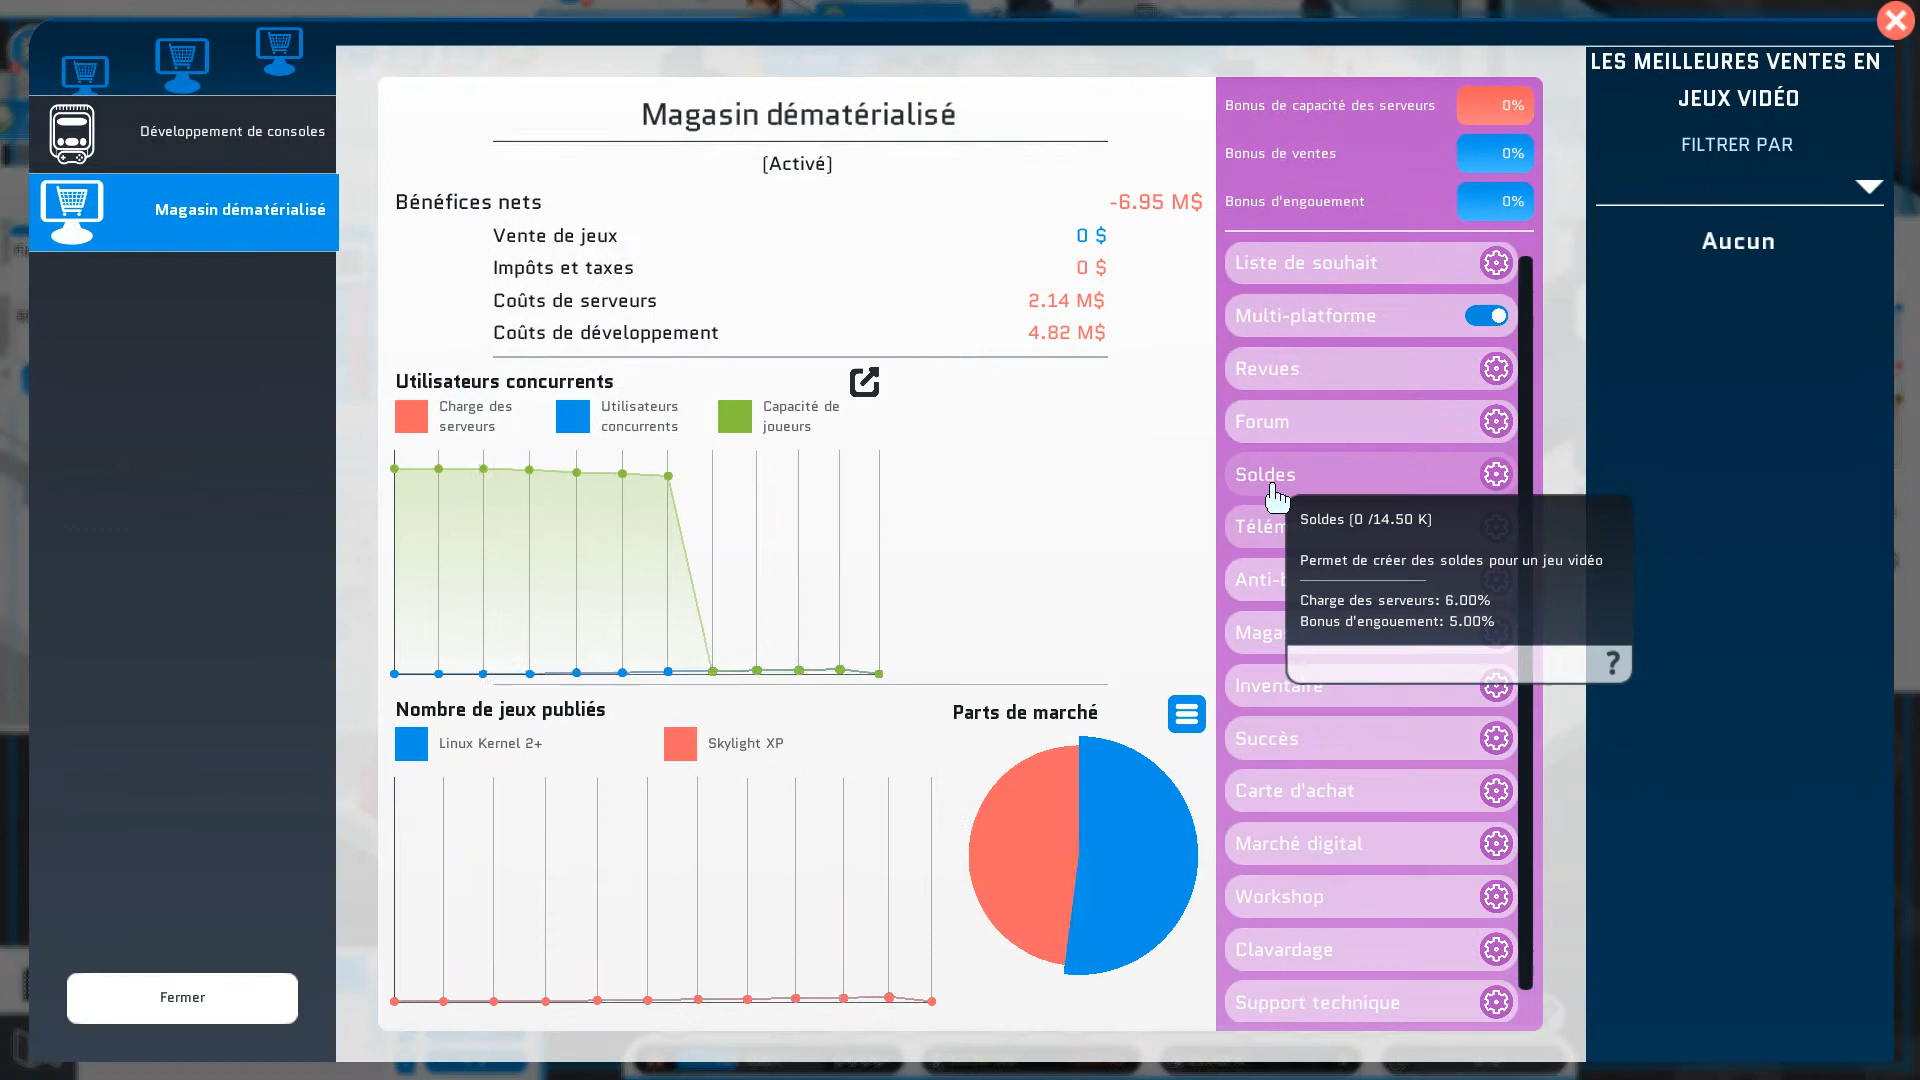 Développement de consoles
Magasin dématérialisé
Fermer
Magasin dématérialisé
(Activé)
Bénéfices nets
-6.95 M$
Vente de jeux
0 $
Impôts et taxes
0 $
Coûts de serveurs
2.14 M$
Coûts de développement
4.82 M$
Utilisateurs concurrents
Charge des
serveurs
Utilisateurs
concurrents
Capacité de
joueurs
Nombre de jeux publiés
Linux Kernel 2+
Skylight XP
Parts de marché
Bonus de capacité des serveurs
0%
Bonus de ventes
0%
Bonus d'engouement
0%
Liste de souhait
Multi-platforme
Revues
Forum
Soldes
Soldes (0 /14.50 K)
Permet de créer des soldes pour un jeu vidéo
Charge des serveurs: 6.00%
Bonus d'engouement: 5.00%
?
Inventaire
Succès
Carte d'achat
Marché digital
Workshop
Clavardage
Support technique
LES MEILLEURES VENTES EN
JEUX VIDÉO
FILTRER PAR
Aucun